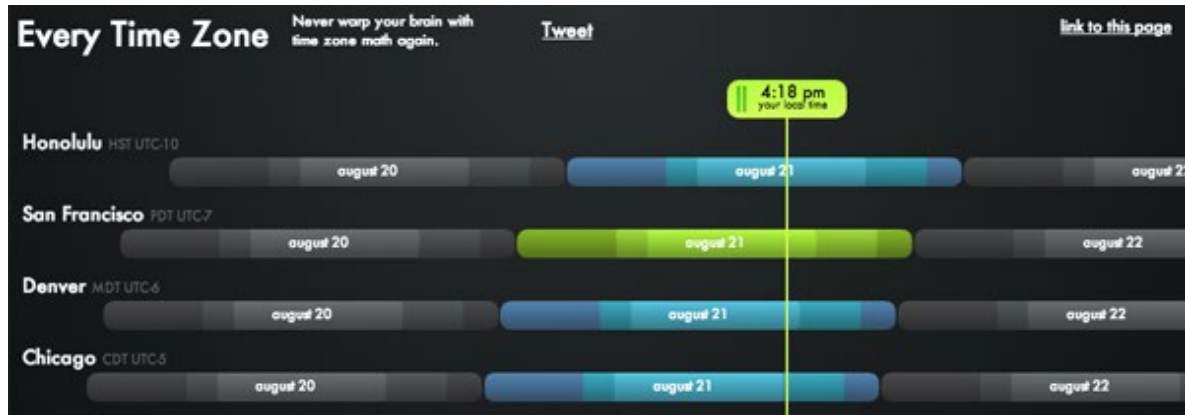 Every Time Zone
Never warp your brain with
time zone math again.
Tweet
link to this page
4:18 pm
your local time
Honolulu HST UTC-10
august 20 august 21 august 2
San Francisco PDT UTC-7
august 20 august 21 august 22
Denver MDT UTC-6
august 20 august 21 august 22
Chicago CDT UTC-5
august 20 august 21 august 22